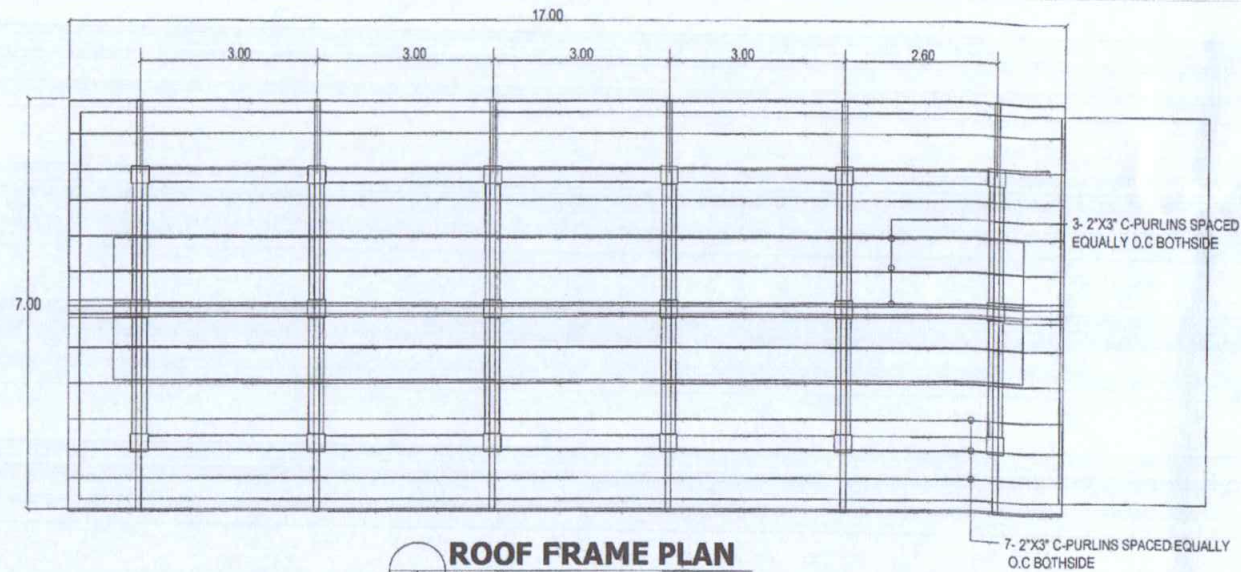 17.00
3.00 3.00 3.00 3.00 2.60
7.00
3- 2"X3" C-PURLINS SPACED
EQUALLY O.C BOTHSIDE
7- 2"X3" C-PURLINS SPACED EQUALLY
O.C BOTHSIDE
ROOF FRAME PLAN